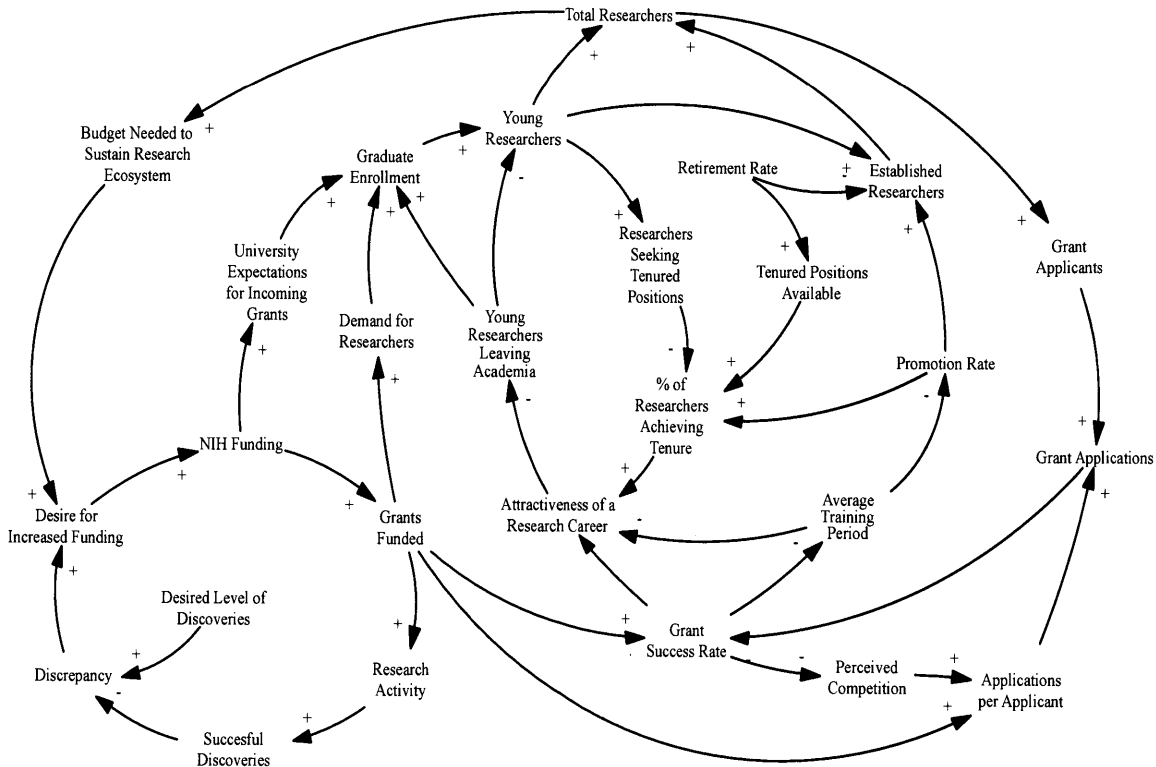 Total Researchers
Budget Needed to
Sustain Research
Ecosystem
Young
Researchers
Graduate
Enrollment
Retirement Rate
Established
Researchers
University
Expectations
for Incoming
Grants
Researchers
Seeking
Tenured
Positions
Tenured Positions
Available
Grant
Applicants
Demand for
Researchers
Young
Researchers
Leaving
Academia
Promotion Rate
% of
Researchers
Achieving
Tenure
NIH Funding
Grant Applications
Desire for
Increased Funding
Grants
Funded
Attractiveness of a
Research Career
Average
Training
Period
Desired Level of
Discoveries
Discrepancy
Research
Activity
Grant
Success Rate
Perceived
Competition
Applications
per Applicant
Succesful
Discoveries